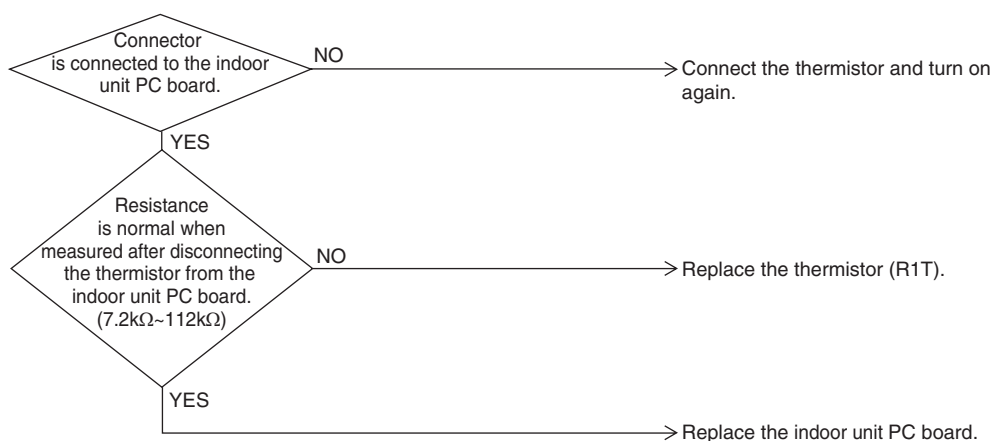 Connector
is connected to the indoor
unit PC board.
NO
Connect the thermistor and turn on
again.
YES
Resistance
is normal when
measured after disconnecting
the thermistor from the
indoor unit PC board.
(7.2kΩ~112kΩ)
NO
Replace the thermistor (R1T).
YES
Replace the indoor unit PC board.